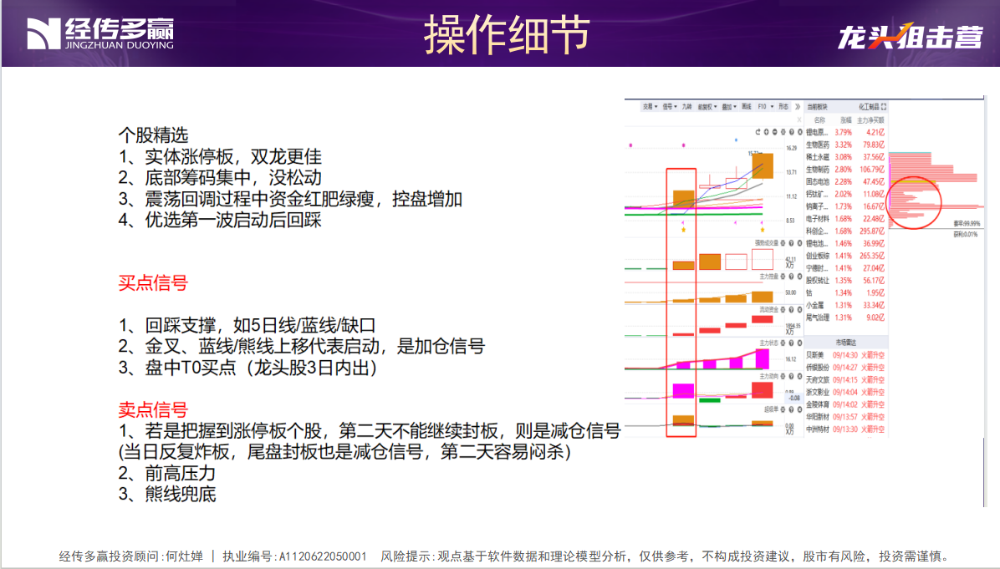 经传多赢
JINGZHUAN DUOYING
操作细节
龙头狙击营
个股精选
1、实体涨停板，双龙更佳
2、底部筹码集中，没松动
3、震荡回调过程中资金红肥绿瘦，控盘增加
4、优选第一波启动后回踩
买点信号
1、回踩支撑，如5日线/蓝线/缺口
2、金叉、蓝线/熊线上移代表启动，是加仓信号
3、盘中T0买点（龙头股3日内出）
卖点信号
1、若是把握到涨停板个股，第二天不能继续封板，则是减仓信号
(当日反复炸板，尾盘封板也是减仓信号，第二天容易闷杀）
2、前高压力
3、熊线兜底
交易 信号 九转 前复权 叠加 画线 F10 形态
16.29
13.71
11.12
8.53
强势成交量
42.11
X万
主力控盘
50.00
流动资金
1894.35
X万
主力状态
16.12
主力动向
-0.08
超级单
0.00
X万
当前板块 化工制品
名称 涨幅 主力净买额
锂电原... 3.79% 4.21亿
生物医药 3.32% 79.83亿
稀土永磁 3.08% 37.56亿
生物制药 2.80% 106.79亿
固态电池 2.28% 47.45亿
钙钛矿... 2.02% 11.08亿
钠离子... 1.73% 16.67亿
电子材料 1.68% 22.48亿
科创企... 1.68% 295.87亿
锂电池... 1.46% 36.99亿
创业板综 1.41% 265.35亿
宁德时... 1.41% 27.04亿
股权转让 1.35% 56.17亿
钴 1.34% 1.95亿
小金属 1.31% 33.34亿
尾气治理 1.31% 9.02亿
市场雷达
贝斯美 09/14:30 火箭升空
侨银股份 09/14:27 火箭升空
天府文旅 09/14:15 火箭升空
浙文影业 09/14:04 火箭升空
金陵体育 09/14:02 火箭升空
华阳新材 09/13:57 火箭升空
中洲特材 09/13:30 火箭升空
套牢:99.99%
获利:0.01%
经传多赢投资顾问:何灶婵 | 执业编号:A1120622050001 风险提示:观点基于软件数据和理论模型分析，仅供参考，不构成投资建议，股市有风险，投资需谨慎。